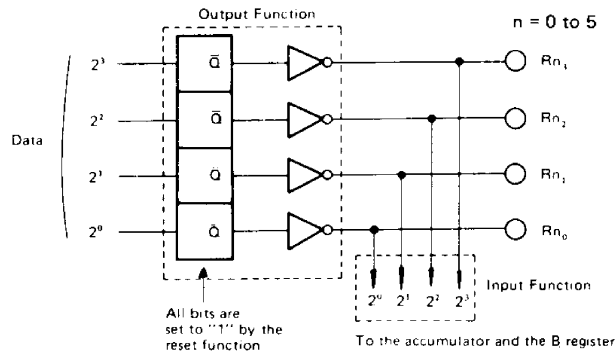 Output Function
n = 0 to 5
2³ Q̄ Rn₃
2² Q̄ Rn₂
Data
2¹ Q̄ Rn₁
2⁰ Q̄ Rn₀
2⁰ 2¹ 2² 2³ Input Function
All bits are
set to "1" by the
reset function
To the accumulator and the B register